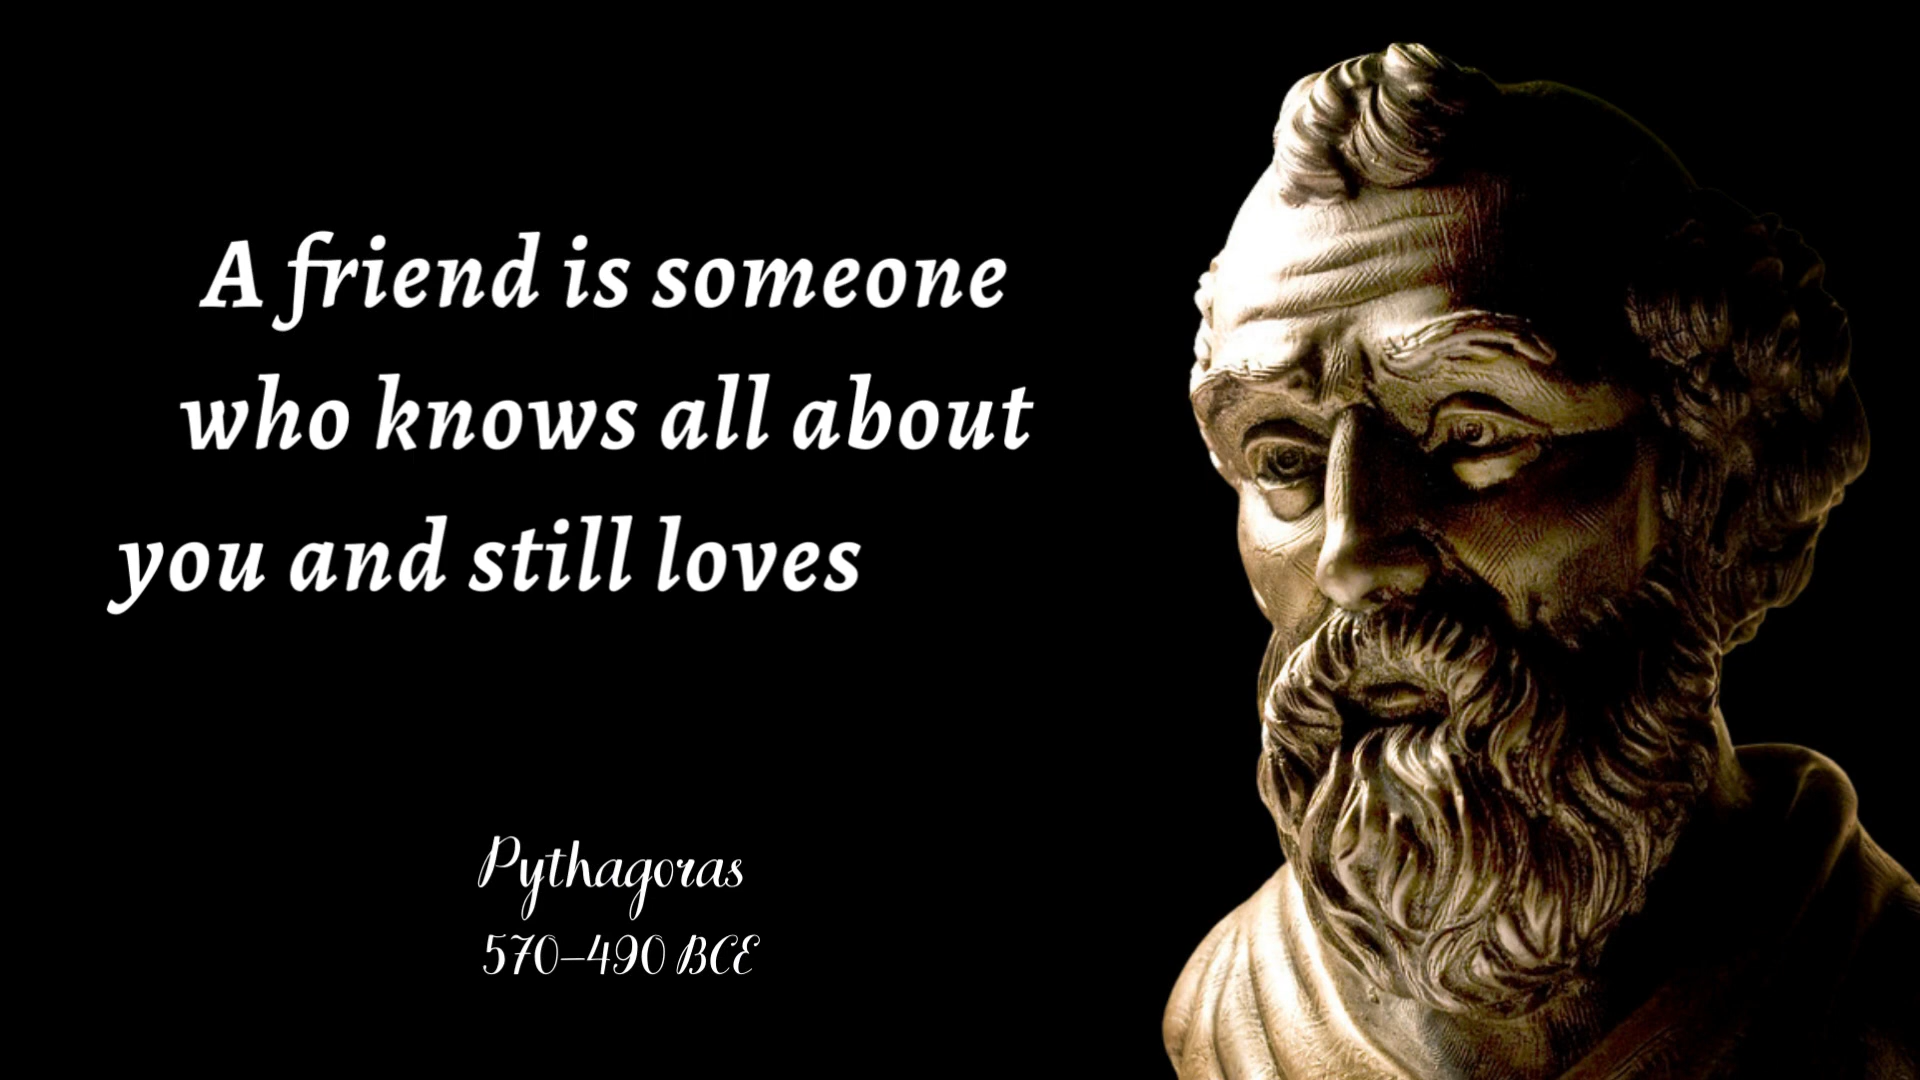 A friend is someone
who knows all about
you and still loves
Pythagoras
570–490 BCE